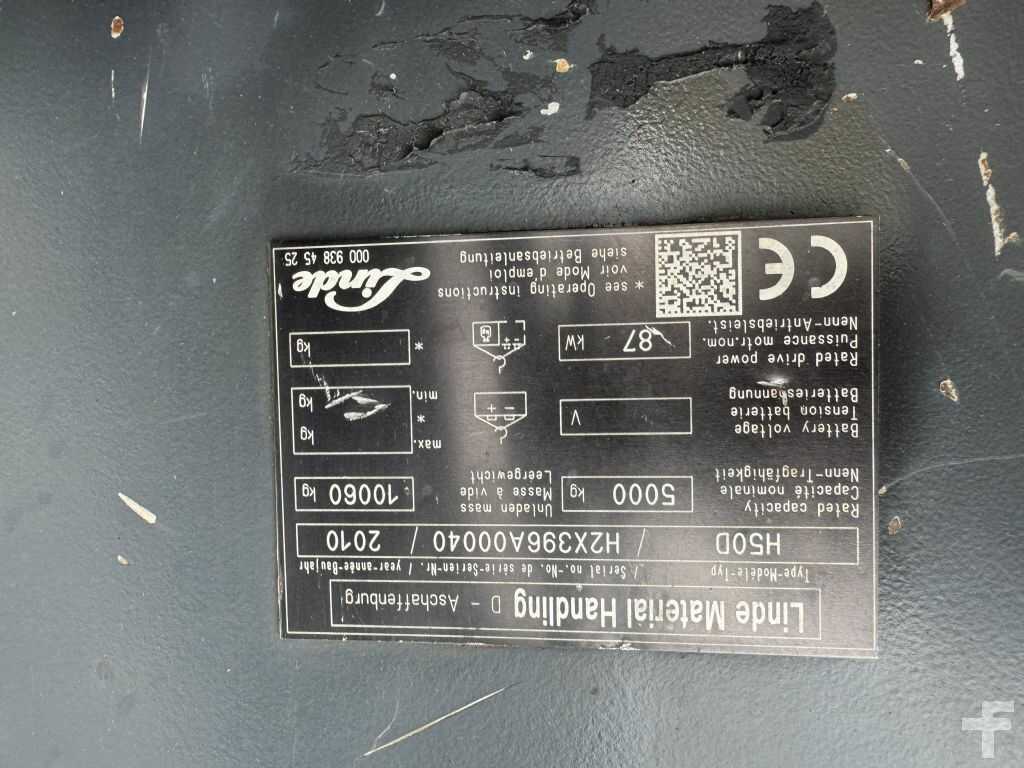 Linde Material Handling D - Aschaffenburg
Type-Modéle-Typ / Serial no.-No. de série-Serien-Nr. / year-année-Baujahr
H50D / H2X396A00040 / 2010
Rated capacity
Capacité nominale
Nenn-Tragfähigkeit
5000 kg
Unladen mass
Masse à vide
Leergewicht
10060 kg
Battery voltage
Tension batterie
Batteriespannung
V
- +
max.
*
min.
kg
kg
Rated drive power
Puissance motr.nom.
Nenn-Antriebsleist.
87 kW
- +
kg
*
kg
CE
* see Operating instructions
voir Mode d'emploi
siehe Betriebsanleitung
Linde
000 938 45 25